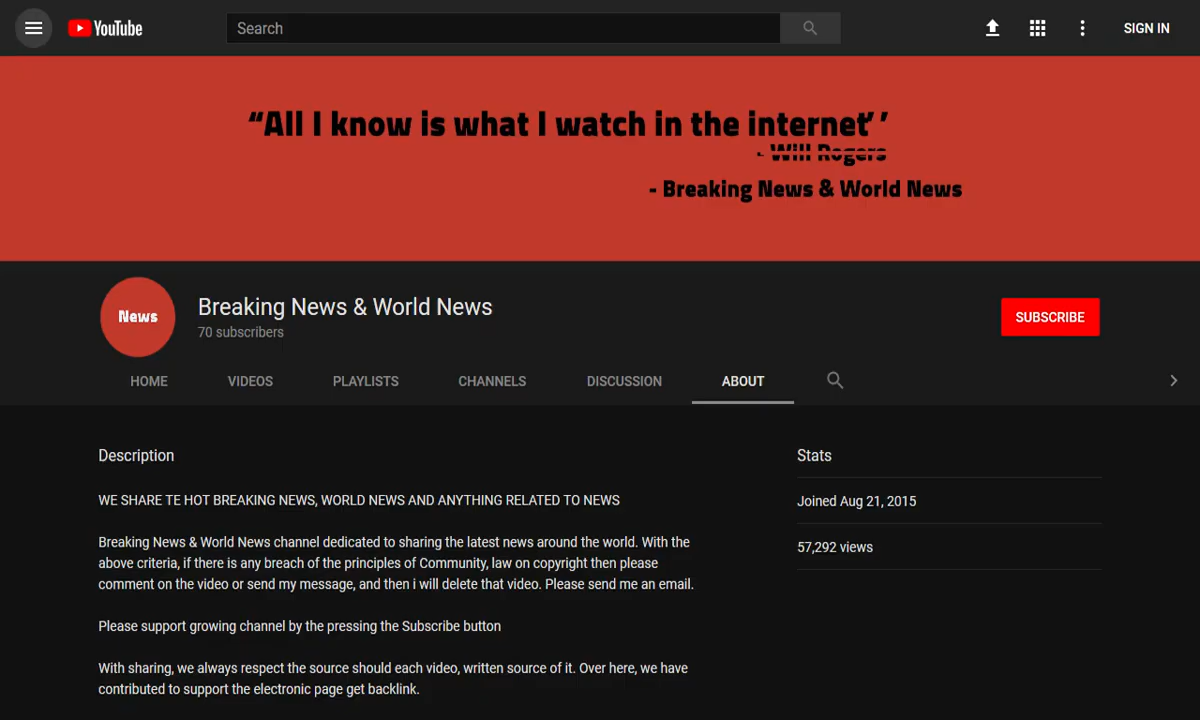 YouTube
Search
SIGN IN
“All I know is what I watch in the internet’’
- Will Rogers
- Breaking News & World News
News
Breaking News & World News
70 subscribers
SUBSCRIBE
HOME VIDEOS PLAYLISTS CHANNELS DISCUSSION ABOUT
Description
WE SHARE TE HOT BREAKING NEWS, WORLD NEWS AND ANYTHING RELATED TO NEWS
Breaking News & World News channel dedicated to sharing the latest news around the world. With the
above criteria, if there is any breach of the principles of Community, law on copyright then please
comment on the video or send my message, and then i will delete that video. Please send me an email.
Please support growing channel by the pressing the Subscribe button
With sharing, we always respect the source should each video, written source of it. Over here, we have
contributed to support the electronic page get backlink.
Stats
Joined Aug 21, 2015
57,292 views